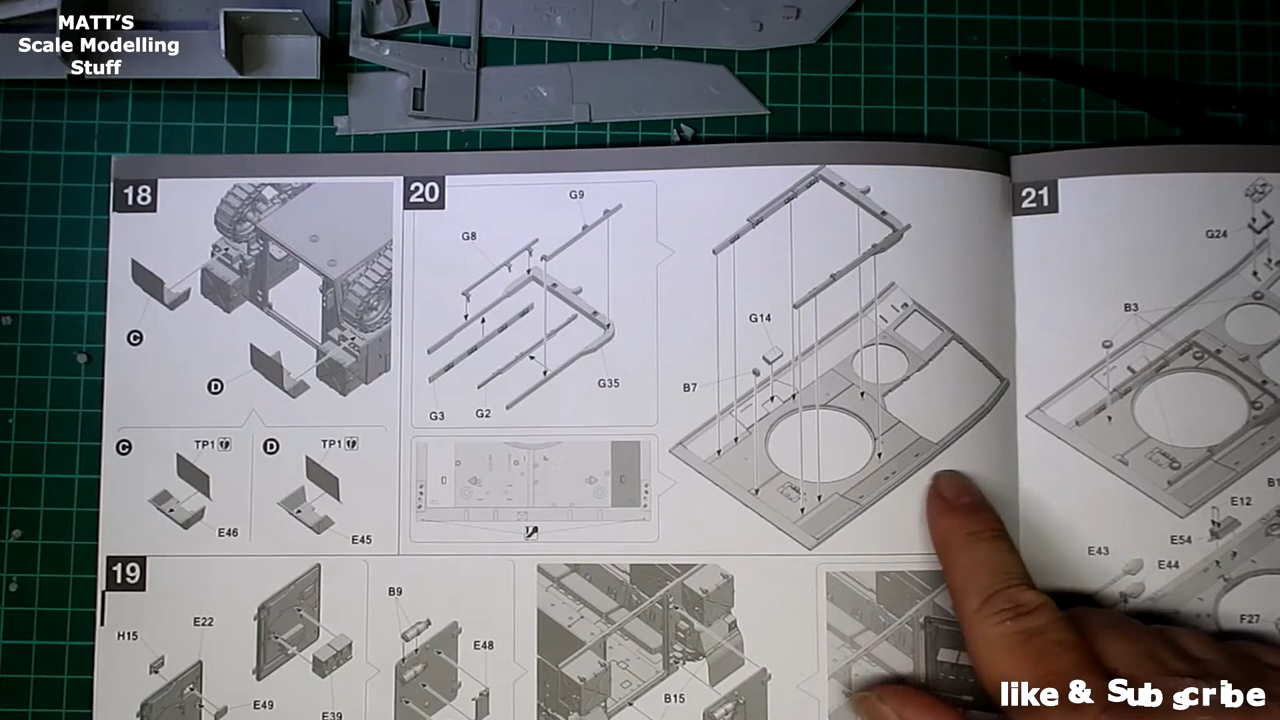 MATT'S
Scale Modelling
Stuff
18
C
D
C
TP1
E46
D
TP1
E45
20
G9
G8
G35
G3
G2
G14
B7
21
G24
B3
E12
E54
E43
E44
F27
19
H15
E22
E49
E39
B9
E48
B15
like & Subscribe